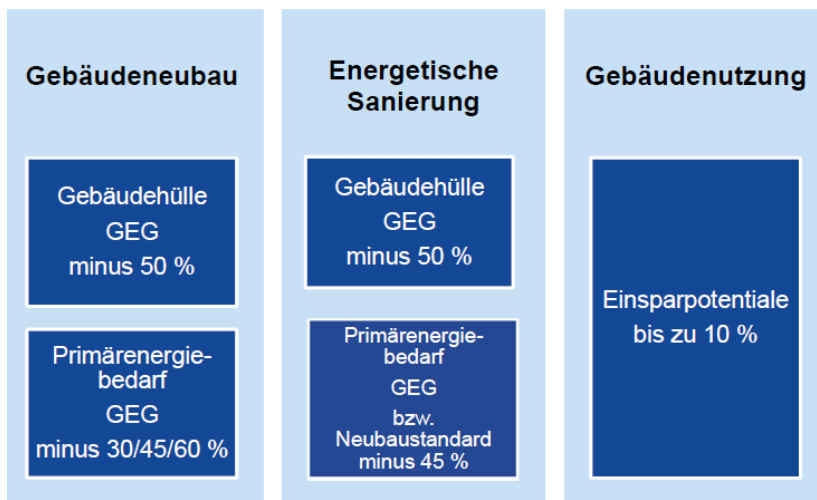 Gebäudeneubau
Gebäudehülle
GEG
minus 50 %
Primärenergie-
bedarf
GEG
minus 30/45/60 %
Energetische
Sanierung
Gebäudehülle
GEG
minus 50 %
Primärenergie-
bedarf
GEG
bzw.
Neubaustandard
minus 45 %
Gebäudenutzung
Einsparpotentiale
bis zu 10 %